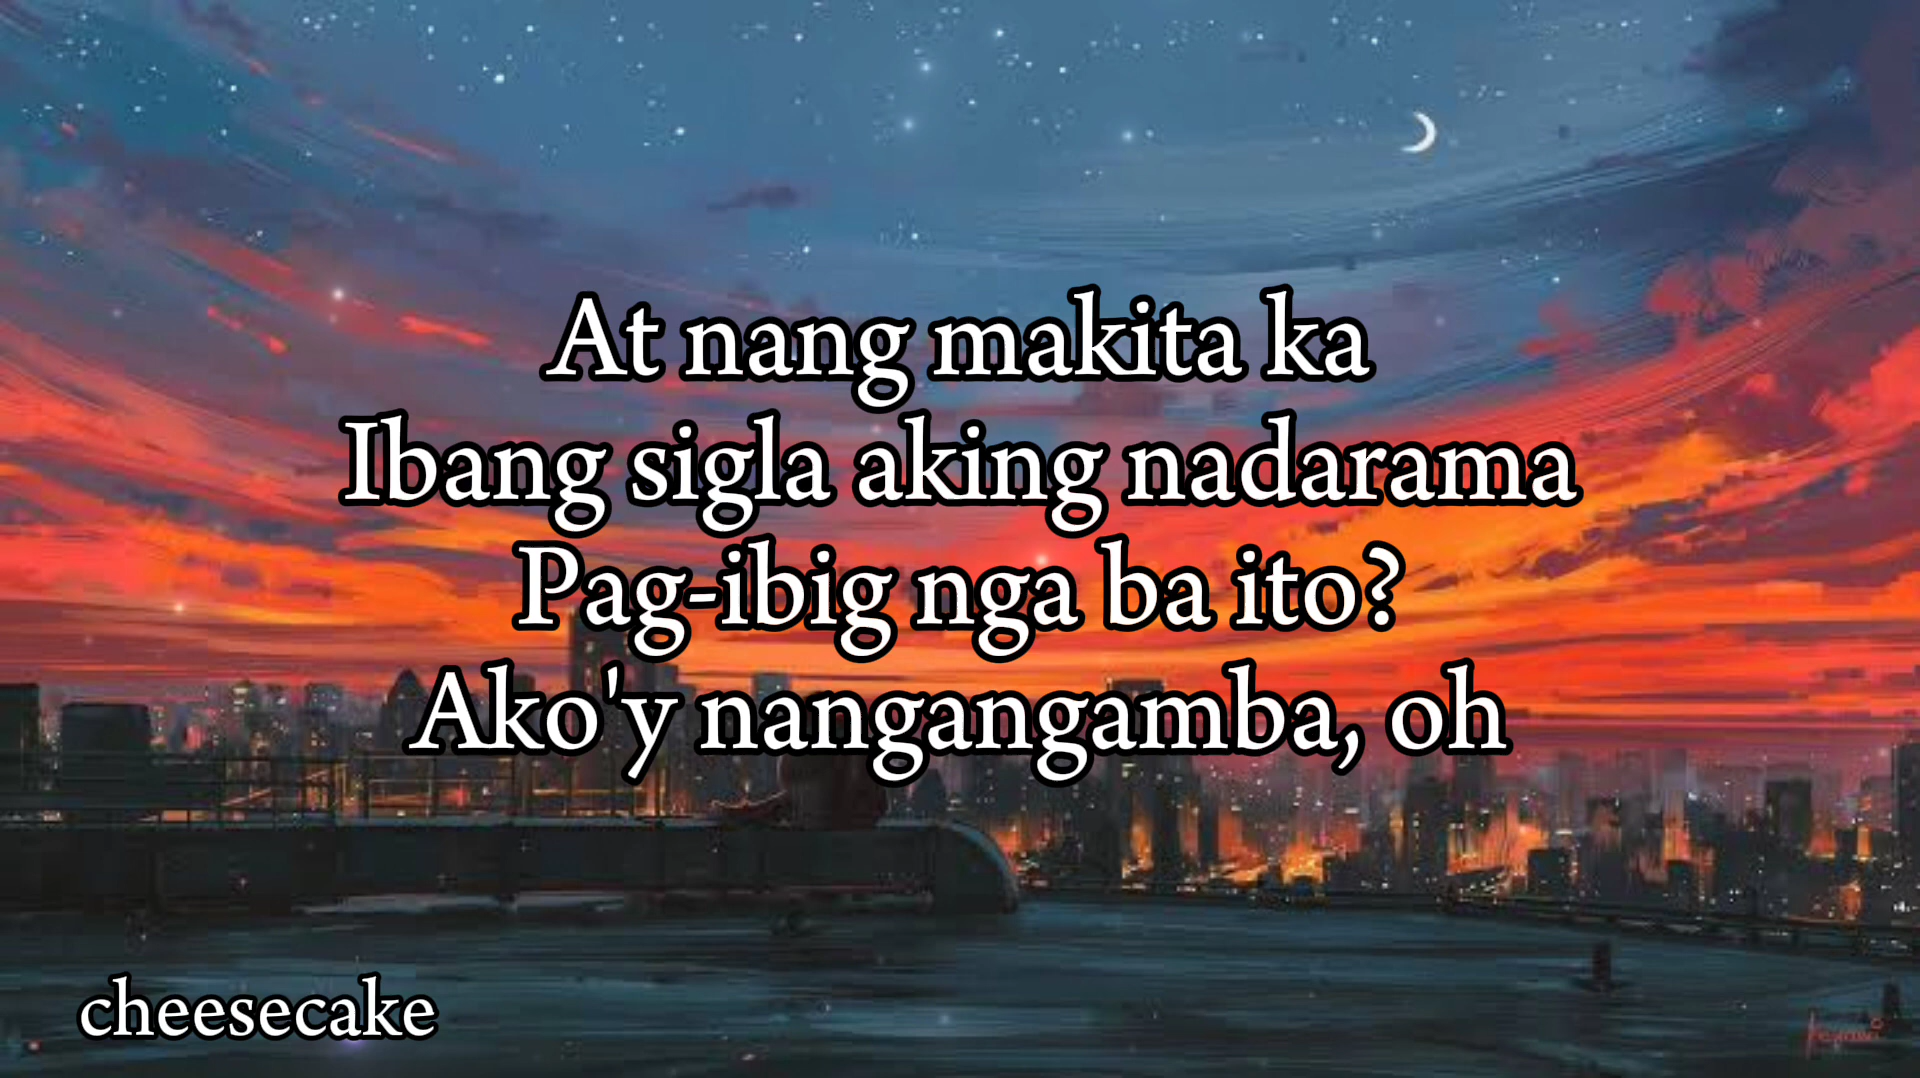 At nang makita ka
Ibang sigla aking nadarama
Pag-ibig nga ba ito?
Ako'y nangangamba, oh
cheesecake